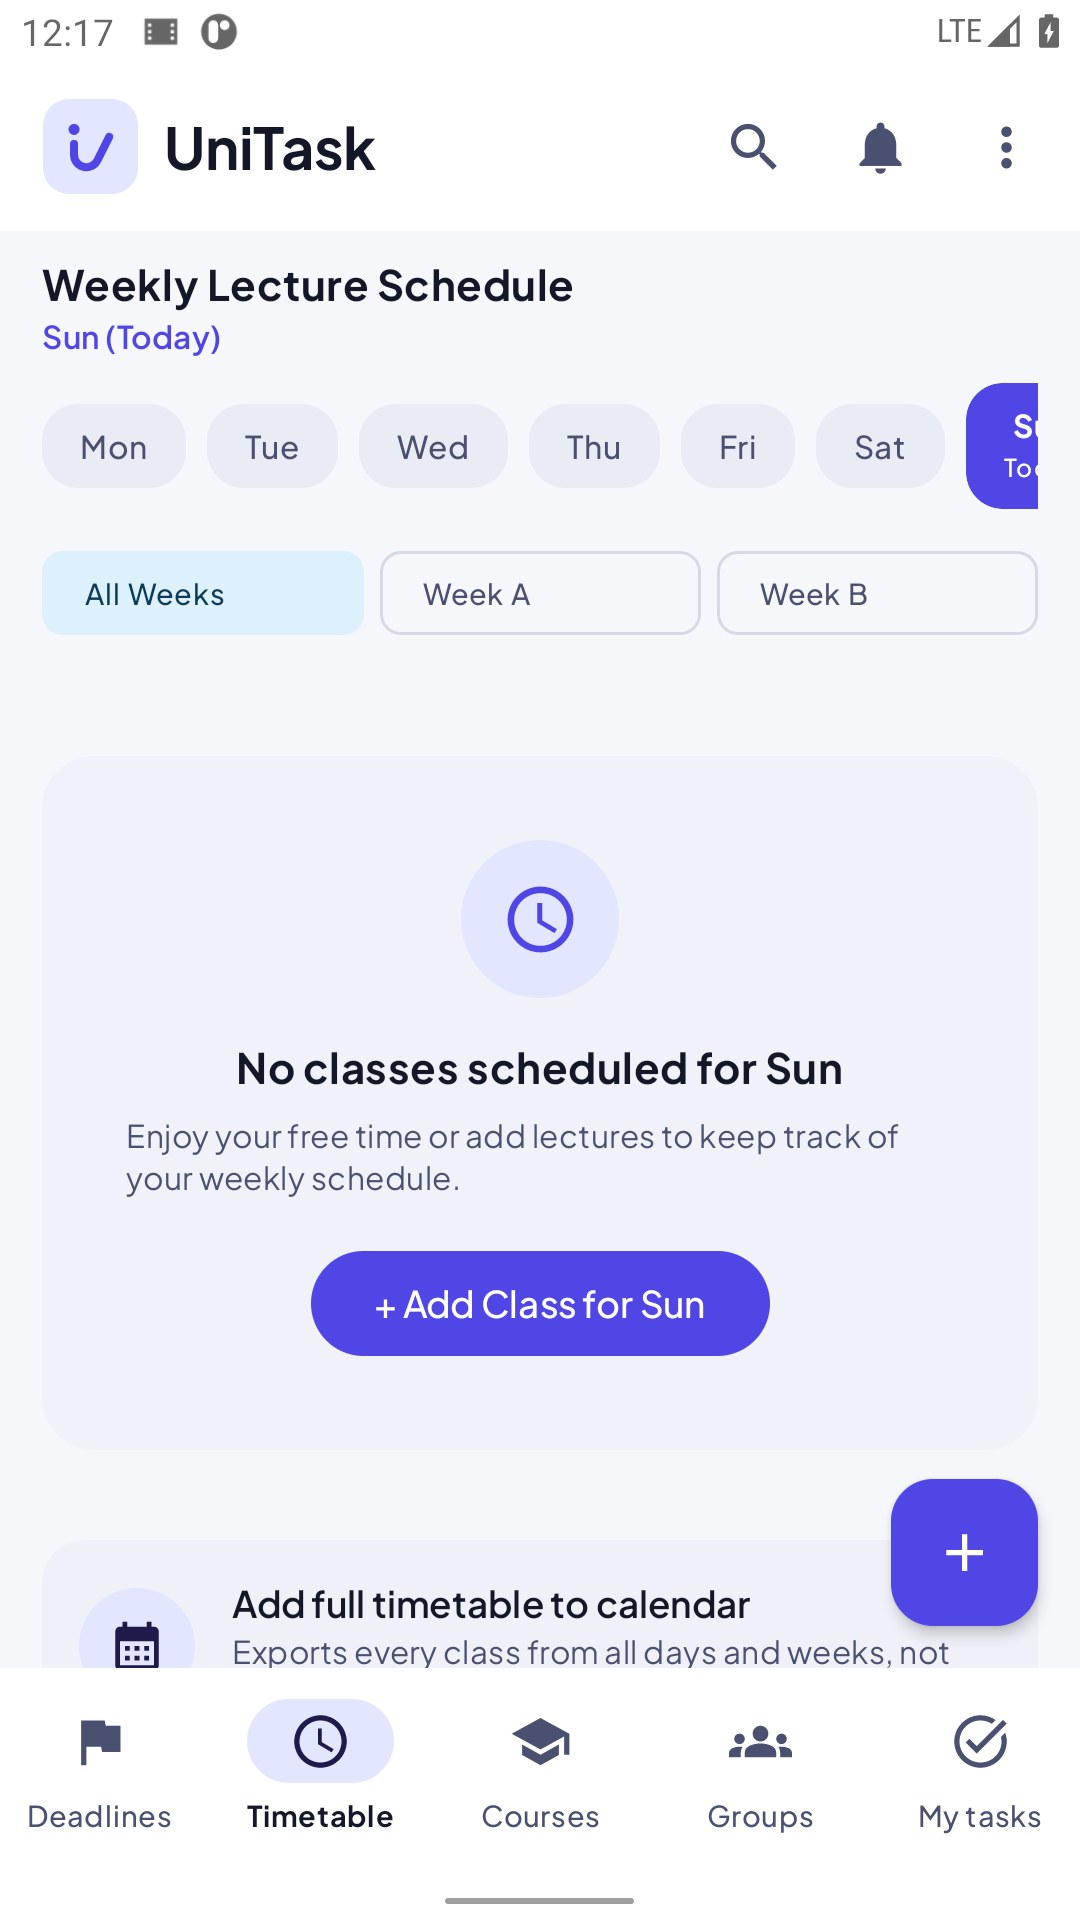 12:17
LTE
UniTask
Weekly Lecture Schedule
Sun (Today)
Mon
Tue
Wed
Thu
Fri
Sat
All Weeks
Week A
Week B
No classes scheduled for Sun
Enjoy your free time or add lectures to keep track of
your weekly schedule.
+ Add Class for Sun
Add full timetable to calendar
Exports every class from all days and weeks, not
Deadlines
Timetable
Courses
Groups
My tasks